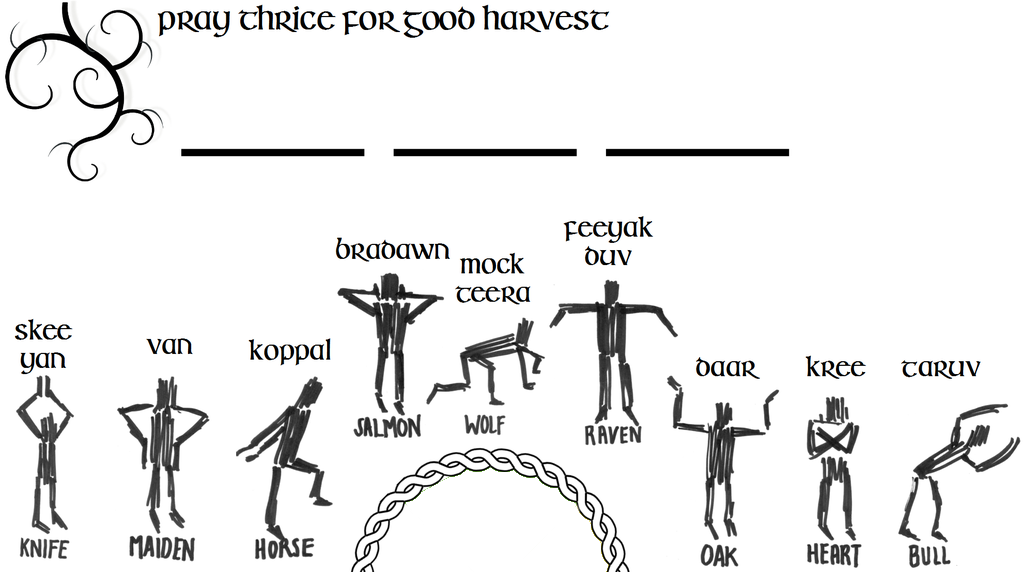 pray thrice for good harvest
skee
yan
KNIFE
van
MAIDEN
koppal
HORSE
bradawn
SALMON
mock
teera
WOLF
feeyak
duv
RAVEN
daar
OAK
kree
HEART
taruv
BULL